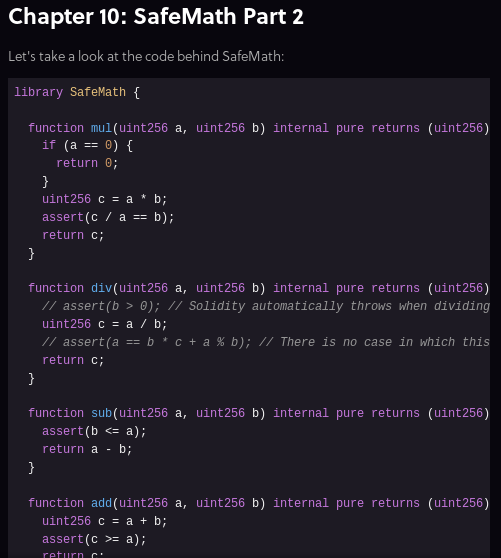 Chapter 10: SafeMath Part 2
Let's take a look at the code behind SafeMath:
library SafeMath {
function mul(uint256 a, uint256 b) internal pure returns (uint256)
if (a == 0) {
return 0;
}
uint256 c = a * b;
assert(c / a == b);
return c;
}
function div(uint256 a, uint256 b) internal pure returns (uint256)
// assert(b > 0); // Solidity automatically throws when dividing
uint256 c = a / b;
// assert(a == b * c + a % b); // There is no case in which this
return c;
}
function sub(uint256 a, uint256 b) internal pure returns (uint256)
assert(b <= a);
return a - b;
}
function add(uint256 a, uint256 b) internal pure returns (uint256)
uint256 c = a + b;
assert(c >= a);
return c;